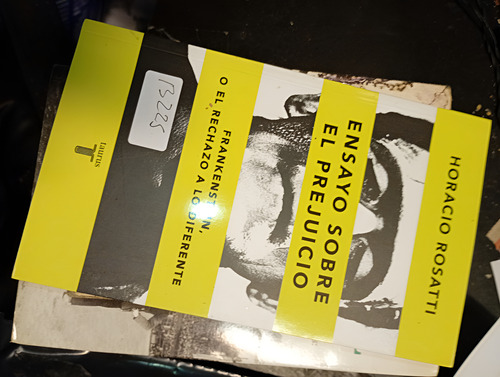 HORACIO ROSATTI
ENSAYO SOBRE
EL PREJUICIO
FRANKENSTEIN,
O EL RECHAZO A LO DIFERENTE
taurus
T
13225